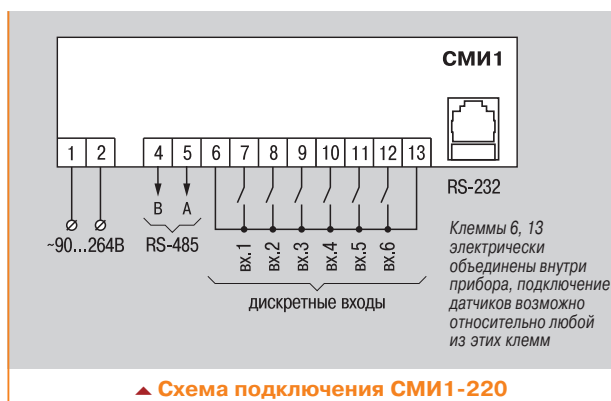 СМИ1
1 2 4 5 6 7 8 9 10 11 12 13
RS-232
B A
~90...264В RS-485
вх.1 вх.2 вх.3 вх.4 вх.5 вх.6
дискретные входы
Клеммы 6, 13
электрически
объединены внутри
прибора, подключение
датчиков возможно
относительно любой
из этих клемм
Схема подключения СМИ1-220